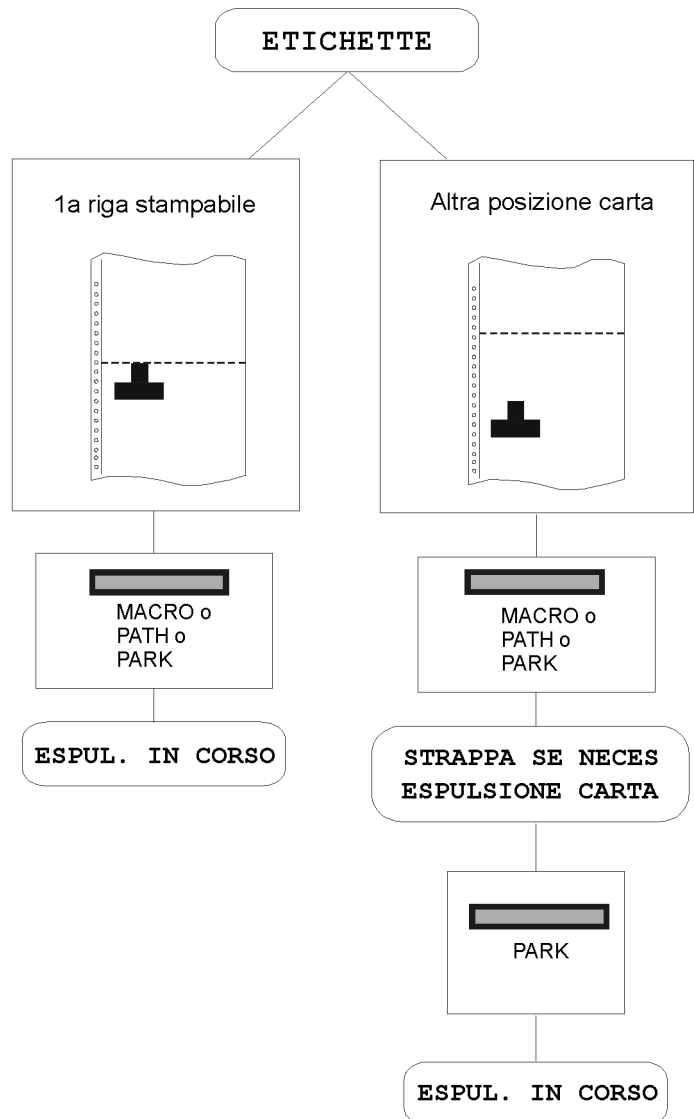 ETICHETTE
1a riga stampabile
MACRO o
PATH o
PARK
ESPUL. IN CORSO
Altra posizione carta
MACRO o
PATH o
PARK
STRAPPA SE NECES
ESPULSIONE CARTA
PARK
ESPUL. IN CORSO